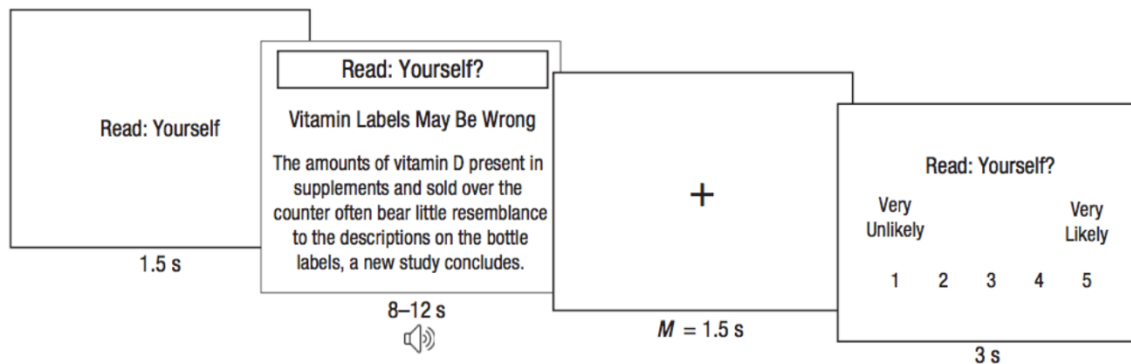 Read: Yourself
1.5 s
Read: Yourself?
Vitamin Labels May Be Wrong
The amounts of vitamin D present in
supplements and sold over the
counter often bear little resemblance
to the descriptions on the bottle
labels, a new study concludes.
8–12 s
+
M = 1.5 s
Read: Yourself?
Very
Unlikely
Very
Likely
1 2 3 4 5
3 s